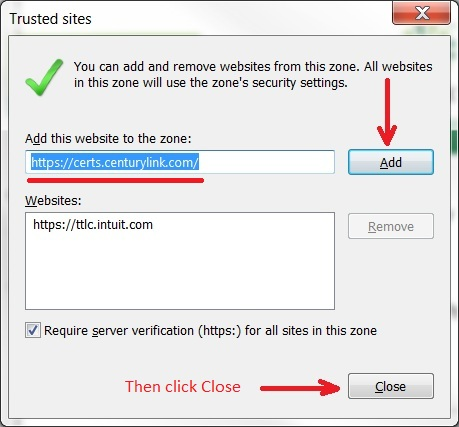 Trusted sites
You can add and remove websites from this zone. All websites
in this zone will use the zone's security settings.
Add this website to the zone:
https://certs.centurylink.com/
Add
Websites:
https://ttlc.intuit.com
Remove
Require server verification (https:) for all sites in this zone
Then click Close
Close